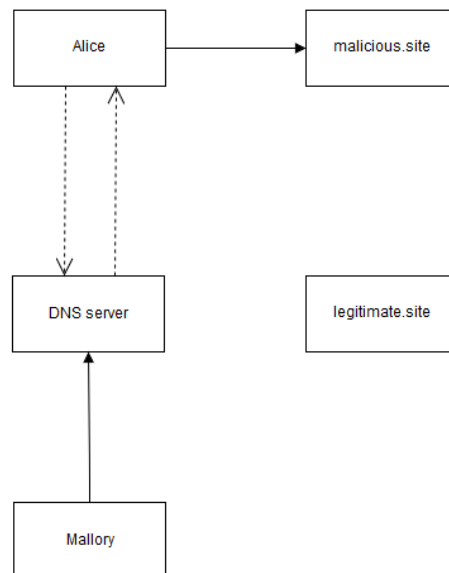 Alice
malicious.site
DNS server
legitimate.site
Mallory